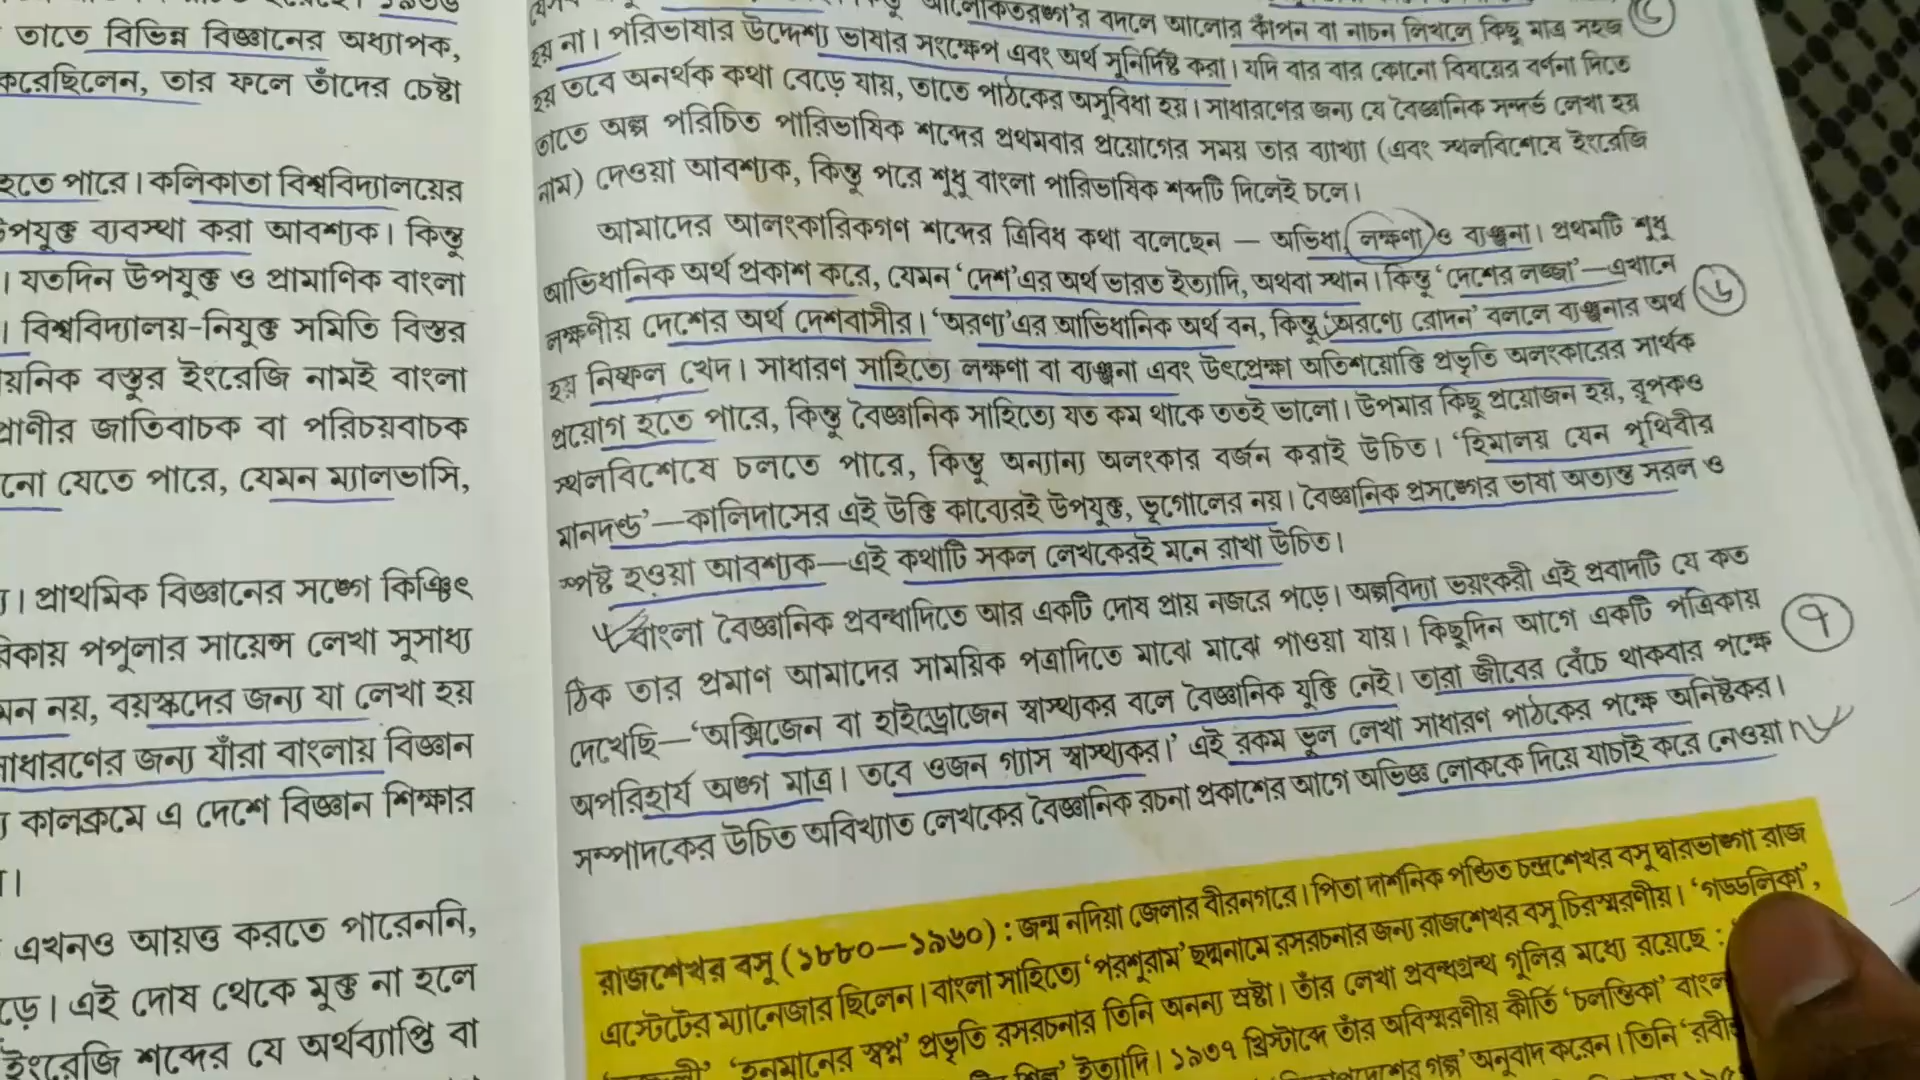 তাতে বিভিন্ন বিজ্ঞানের অধ্যাপক,
করেছিলেন, তার ফলে তাঁদের চেষ্টা
হতে পারে। কলিকাতা বিশ্ববিদ্যালয়ের
উপযুক্ত ব্যবস্থা করা আবশ্যক। কিন্তু
। যতদিন উপযুক্ত ও প্রামাণিক বাংলা
। বিশ্ববিদ্যালয়-নিযুক্ত সমিতি বিস্তর
য়নিক বস্তুর ইংরেজি নামই বাংলা
প্রাণীর জাতিবাচক বা পরিচয়বাচক
নো যেতে পারে, যেমন ম্যালভাসি,
। প্রাথমিক বিজ্ঞানের সঙ্গে কিঞ্চিৎ
কায় পপুলার সায়েন্স লেখা সুসাধ্য
মন নয়, বয়স্কদের জন্য যা লেখা হয়
সাধারণের জন্য যাঁরা বাংলায় বিজ্ঞান
কালক্রমে এ দেশে বিজ্ঞান শিক্ষার
।
এখনও আয়ত্ত করতে পারেননি,
ড়ে। এই দোষ থেকে মুক্ত না হলে
ইংরেজি শব্দের যে অর্থব্যাপ্তি বা
আলোকতরঙ্গ'র বদলে আলোর কাঁপন বা নাচন লিখলে কিছু মাত্র সহজ ৫
হয় না। পরিভাষার উদ্দেশ্য ভাষার সংক্ষেপ এবং অর্থ সুনির্দিষ্ট করা। যদি বার বার কোনো বিষয়ের বর্ণনা দিতে
হয় তবে অনর্থক কথা বেড়ে যায়, তাতে পাঠকের অসুবিধা হয়। সাধারণের জন্য যে বৈজ্ঞানিক সন্দর্ভ লেখা হয়
তাতে অল্প পরিচিত পারিভাষিক শব্দের প্রথমবার প্রয়োগের সময় তার ব্যাখ্যা (এবং স্থলবিশেষে ইংরেজি
নাম) দেওয়া আবশ্যক, কিন্তু পরে শুধু বাংলা পারিভাষিক শব্দটি দিলেই চলে।
আমাদের আলংকারিকগণ শব্দের ত্রিবিধ কথা বলেছেন — অভিধা, লক্ষণা ও ব্যঞ্জনা। প্রথমটি শুধু
আভিধানিক অর্থ প্রকাশ করে, যেমন ‘দেশ’এর অর্থ ভারত ইত্যাদি, অথবা স্থান। কিন্তু ‘দেশের লজ্জা’—এখানে
লক্ষণীয় দেশের অর্থ দেশবাসীর। ‘অরণ্য’এর আভিধানিক অর্থ বন, কিন্তু ‘অরণ্যে রোদন’ বললে ব্যঞ্জনার অর্থ ৬
হয় নিষ্ফল খেদ। সাধারণ সাহিত্যে লক্ষণা বা ব্যঞ্জনা এবং উৎপ্রেক্ষা অতিশয়োক্তি প্রভৃতি অলংকারের সার্থক
প্রয়োগ হতে পারে, কিন্তু বৈজ্ঞানিক সাহিত্যে যত কম থাকে ততই ভালো। উপমার কিছু প্রয়োজন হয়, রূপকও
স্থলবিশেষে চলতে পারে, কিন্তু অন্যান্য অলংকার বর্জন করাই উচিত। ‘হিমালয় যেন পৃথিবীর
মানদণ্ড’—কালিদাসের এই উক্তি কাব্যেরই উপযুক্ত, ভূগোলের নয়। বৈজ্ঞানিক প্রসঙ্গের ভাষা অত্যন্ত সরল ও
স্পষ্ট হওয়া আবশ্যক—এই কথাটি সকল লেখকেরই মনে রাখা উচিত।
বাংলা বৈজ্ঞানিক প্রবন্ধাদিতে আর একটি দোষ প্রায় নজরে পড়ে। অল্পবিদ্যা ভয়ংকরী এই প্রবাদটি যে কত
ঠিক তার প্রমাণ আমাদের সাময়িক পত্রাদিতে মাঝে মাঝে পাওয়া যায়। কিছুদিন আগে একটি পত্রিকায় ৭
দেখেছি—‘অক্সিজেন বা হাইড্রোজেন স্বাস্থ্যকর বলে বৈজ্ঞানিক যুক্তি নেই। তারা জীবের বেঁচে থাকবার পক্ষে
অপরিহার্য অঙ্গ মাত্র। তবে ওজন গ্যাস স্বাস্থ্যকর।’ এই রকম ভুল লেখা সাধারণ পাঠকের পক্ষে অনিষ্টকর।
সম্পাদকের উচিত অবিখ্যাত লেখকের বৈজ্ঞানিক রচনা প্রকাশের আগে অভিজ্ঞ লোককে দিয়ে যাচাই করে নেওয়া।
রাজশেখর বসু (১৮৮০—১৯৬০) : জন্ম নদিয়া জেলার বীরনগরে। পিতা দার্শনিক পণ্ডিত চন্দ্রশেখর বসু দ্বারভাঙ্গা রাজ
এস্টেটের ম্যানেজার ছিলেন। বাংলা সাহিত্যে ‘পরশুরাম’ ছদ্মনামে রসরচনার জন্য রাজশেখর বসু চিরস্মরণীয়। ‘গড্ডলিকা’,
‘হনুমানের স্বপ্ন’ প্রভৃতি রসরচনার তিনি অনন্য স্রষ্টা। তাঁর লেখা প্রবন্ধগ্রন্থ গুলির মধ্যে রয়েছে :
ইত্যাদি। ১৯৩৭ খ্রিস্টাব্দে তাঁর অবিস্মরণীয় কীর্তি ‘চলন্তিকা’
গল্প’ অনুবাদ করেন। তিনি